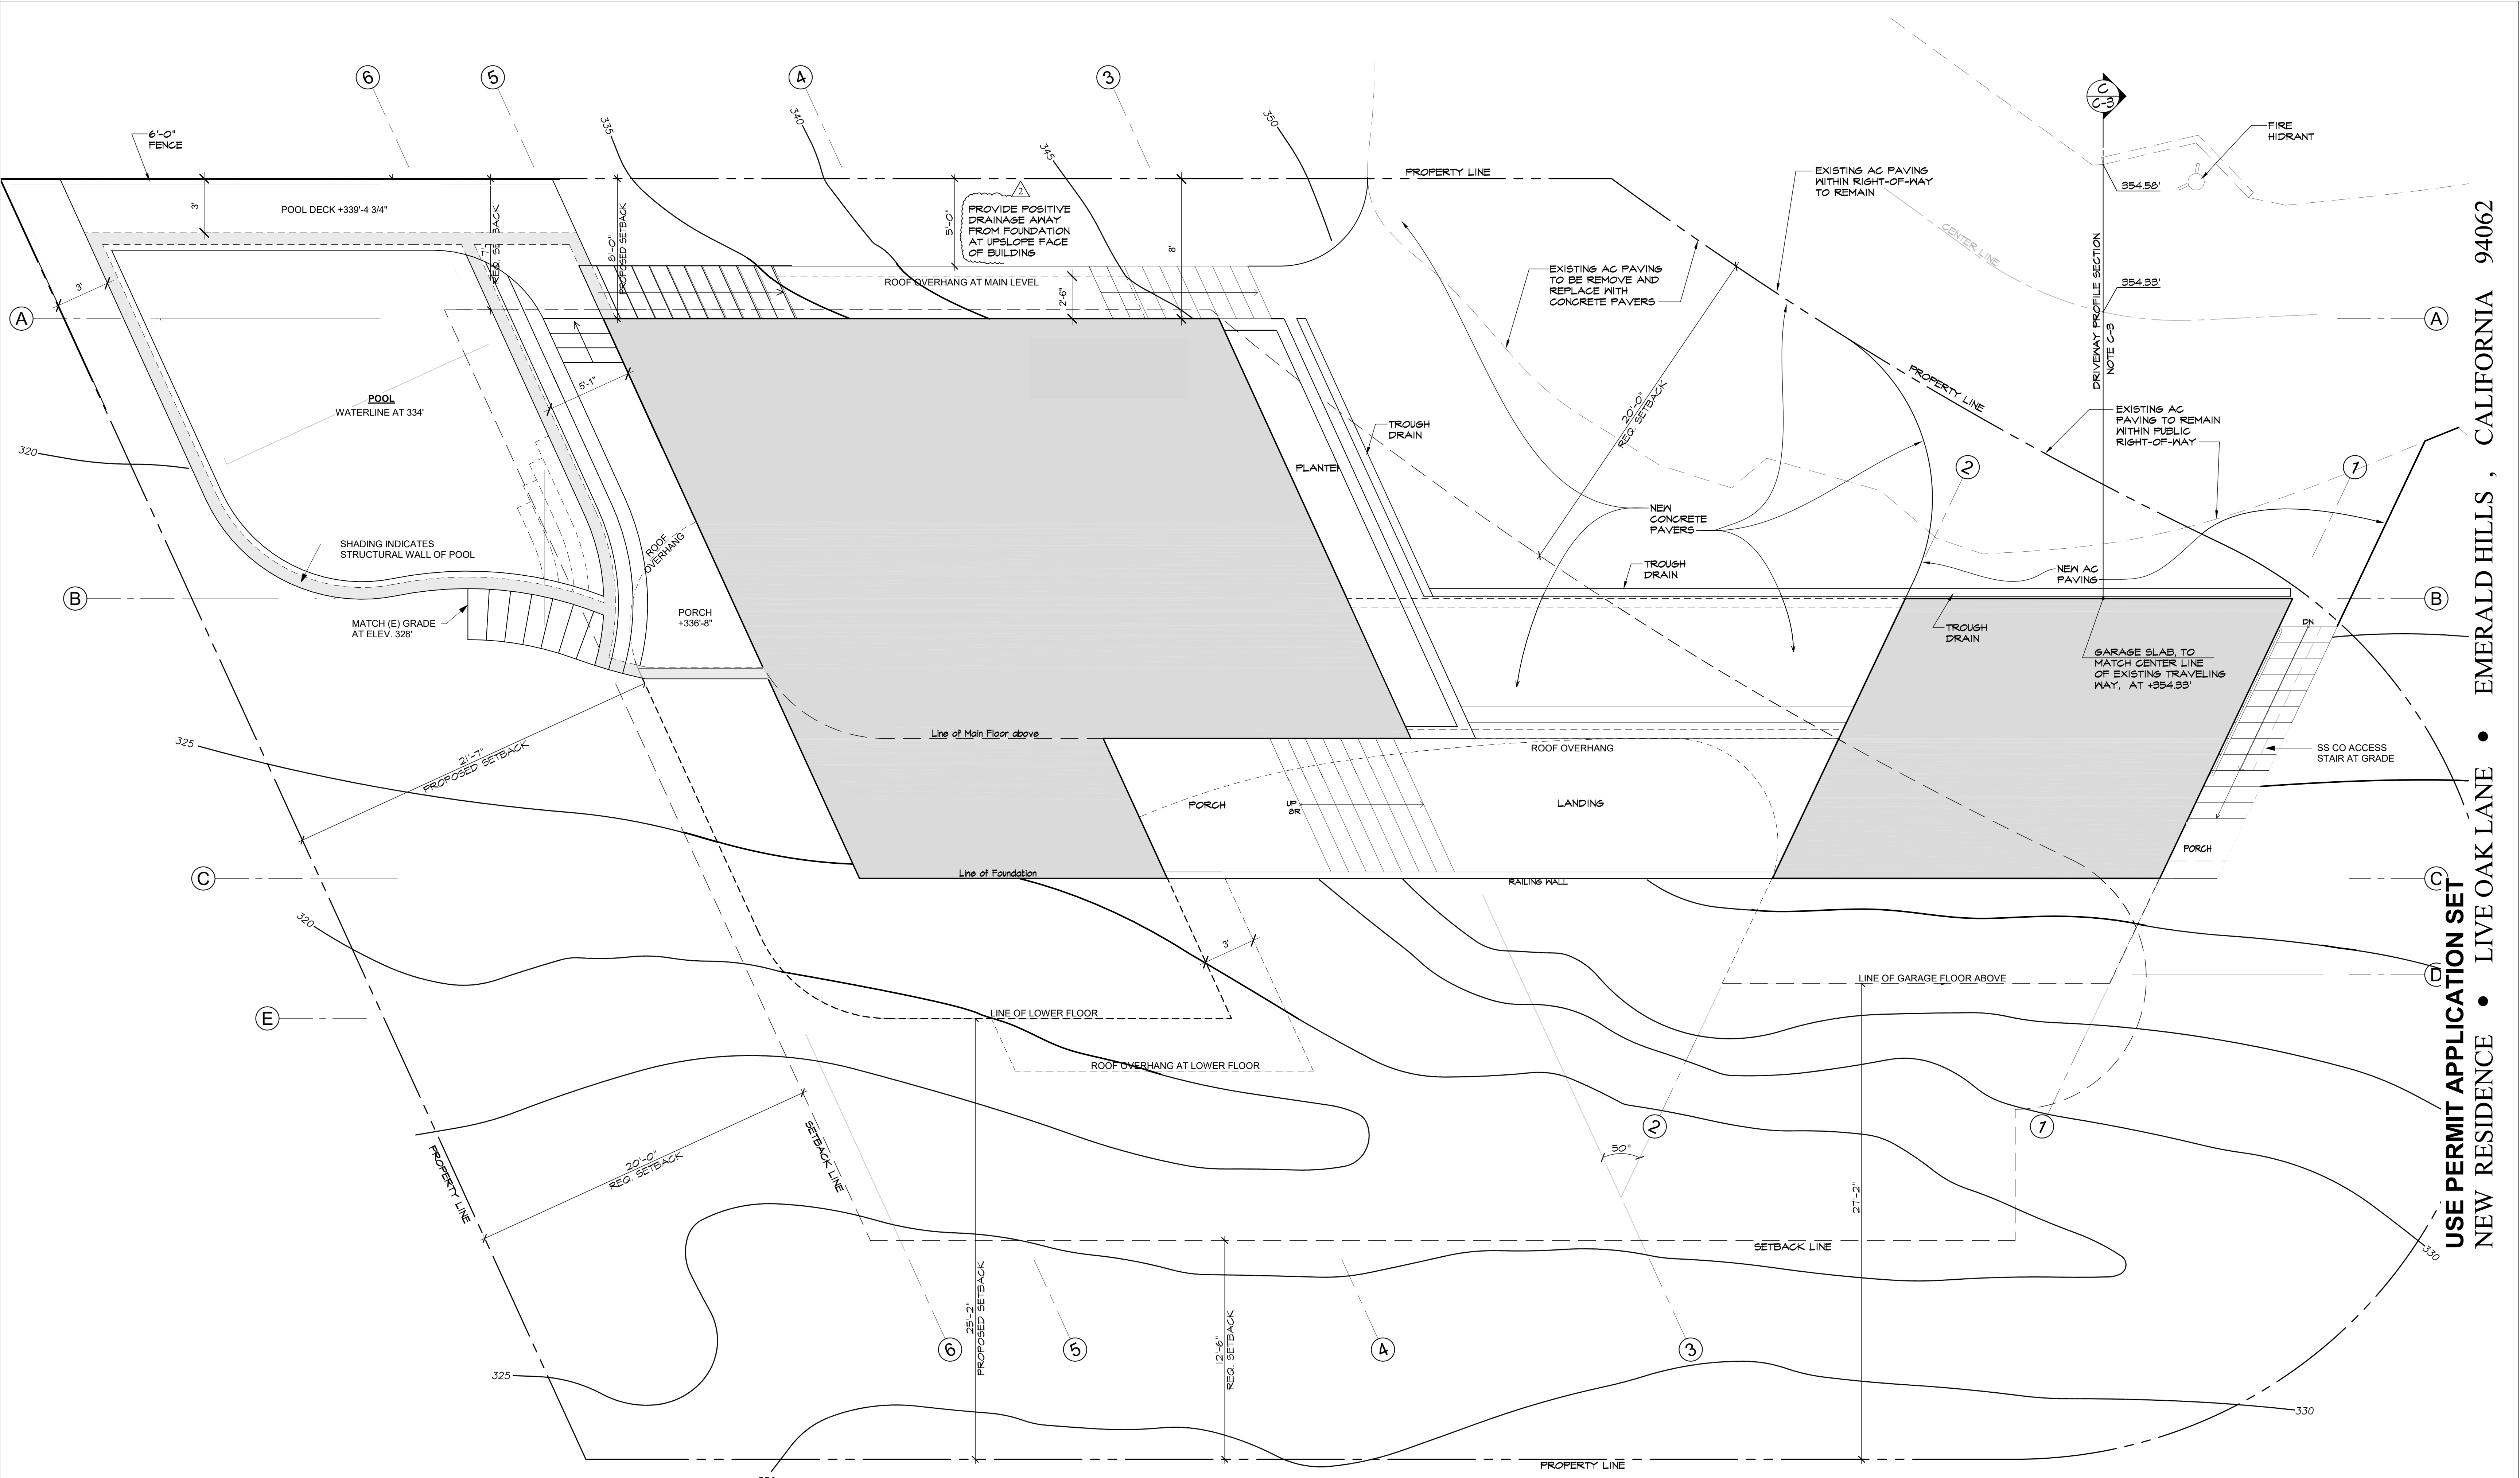 6
5
4
3
C
C-3
335
340
345
350
6'-0"
FENCE
FIRE
HIDRANT
PROPERTY LINE
EXISTING AC PAVING
WITHIN RIGHT-OF-WAY
TO REMAIN
354.58'
3'
POOL DECK +339'-4 3/4"
7'
REQ. SETBACK
8'-0"
PROPOSED SETBACK
5'-0"
2
PROVIDE POSITIVE
DRAINAGE AWAY
FROM FOUNDATION
AT UPSLOPE FACE
OF BUILDING
8'
CENTER LINE
DRIVEWAY PROFILE SECTION
NOTE C-3
354.33'
EXISTING AC PAVING
TO BE REMOVE AND
REPLACE WITH
CONCRETE PAVERS
ROOF OVERHANG AT MAIN LEVEL
2'-6"
3'
A
A
5'-1"
POOL
WATERLINE AT 334'
20'-0"
REQ. SETBACK
PROPERTY LINE
EXISTING AC
PAVING TO REMAIN
WITHIN PUBLIC
RIGHT-OF-WAY
TROUGH
DRAIN
320
PLANTER
2
1
NEW
CONCRETE
PAVERS
SHADING INDICATES
STRUCTURAL WALL OF POOL
ROOF
OVERHANG
TROUGH
DRAIN
NEW AC
PAVING
B
B
PORCH
+336'-8"
MATCH (E) GRADE
AT ELEV. 328'
TROUGH
DRAIN
DN
GARAGE SLAB, TO
MATCH CENTER LINE
OF EXISTING TRAVELING
WAY, AT +354.33'
325
21'-7"
PROPOSED SETBACK
Line of Main Floor above
ROOF OVERHANG
SS CO ACCESS
STAIR AT GRADE
PORCH
UP
8R
LANDING
PORCH
C
Line of Foundation
RAILING WALL
C
320
3'
LINE OF GARAGE FLOOR ABOVE
D
E
LINE OF LOWER FLOOR
ROOF OVERHANG AT LOWER FLOOR
PROPERTY LINE
20'-0"
REQ. SETBACK
SETBACK LINE
50°
2
1
27'-2"
SETBACK LINE
330
25'-2"
PROPOSED SETBACK
12'-6"
REQ. SETBACK
6
5
4
3
325
330
PROPERTY LINE
USE PERMIT APPLICATION SET
NEW RESIDENCE • LIVE OAK LANE • EMERALD HILLS , CALIFORNIA 94062